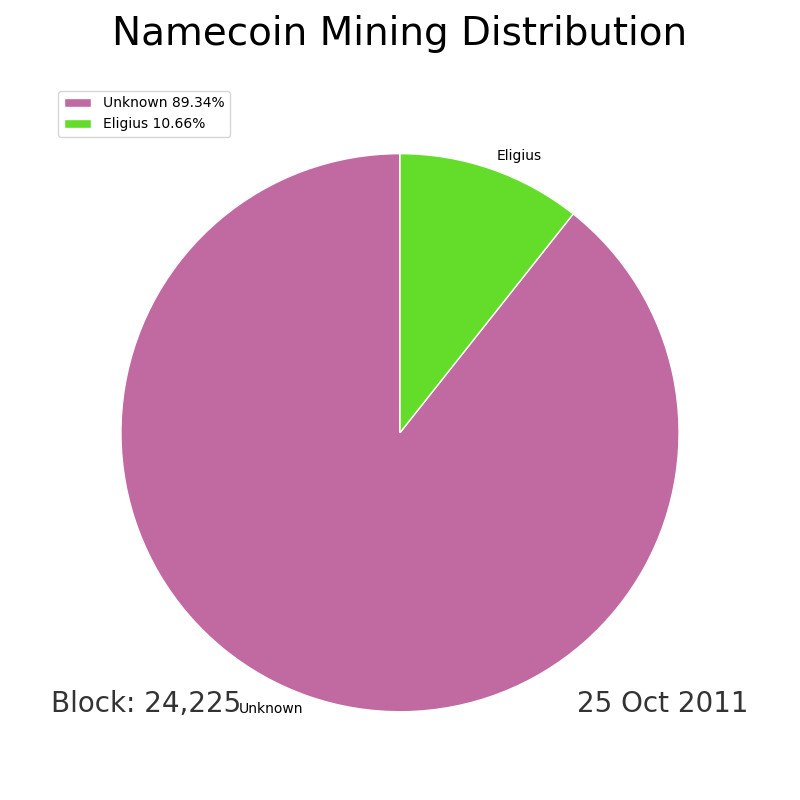 Namecoin Mining Distribution
Unknown 89.34%
Eligius 10.66%
Eligius
Block: 24,225
Unknown
25 Oct 2011